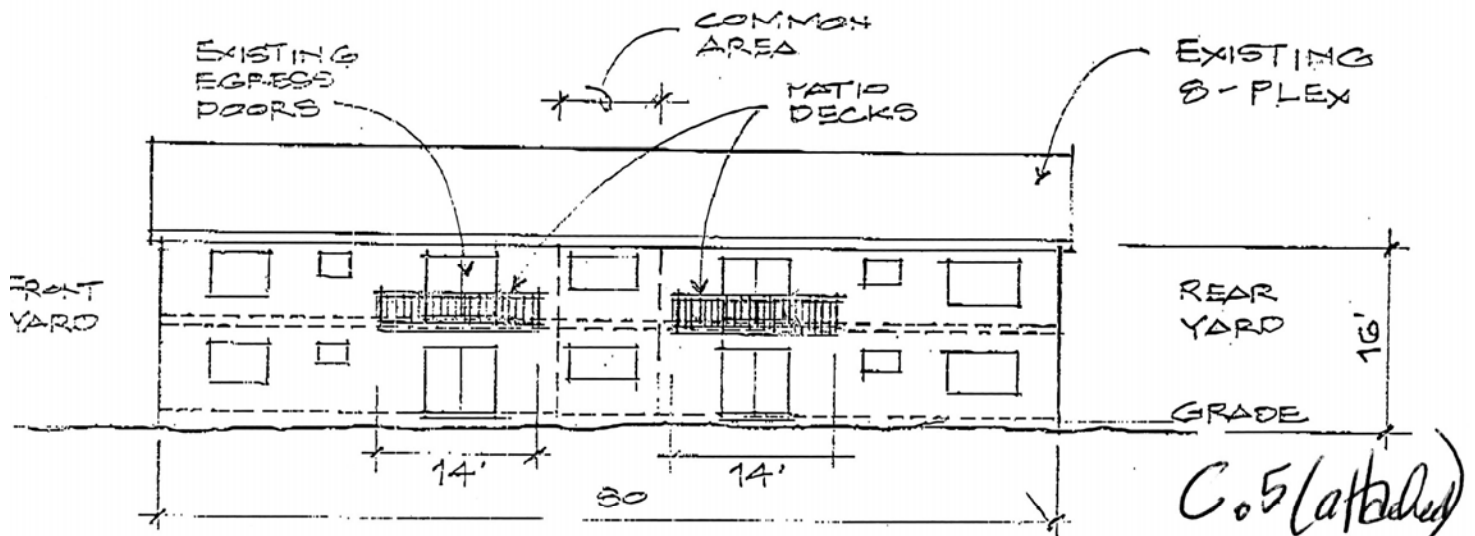 COMMON
AREA
EXISTING
EGRESS
DOORS
PATIO
DECKS
EXISTING
8-PLEX
FRONT
YARD
REAR
YARD
16'
GRADE
14'
14'
80
C.5 (attached)